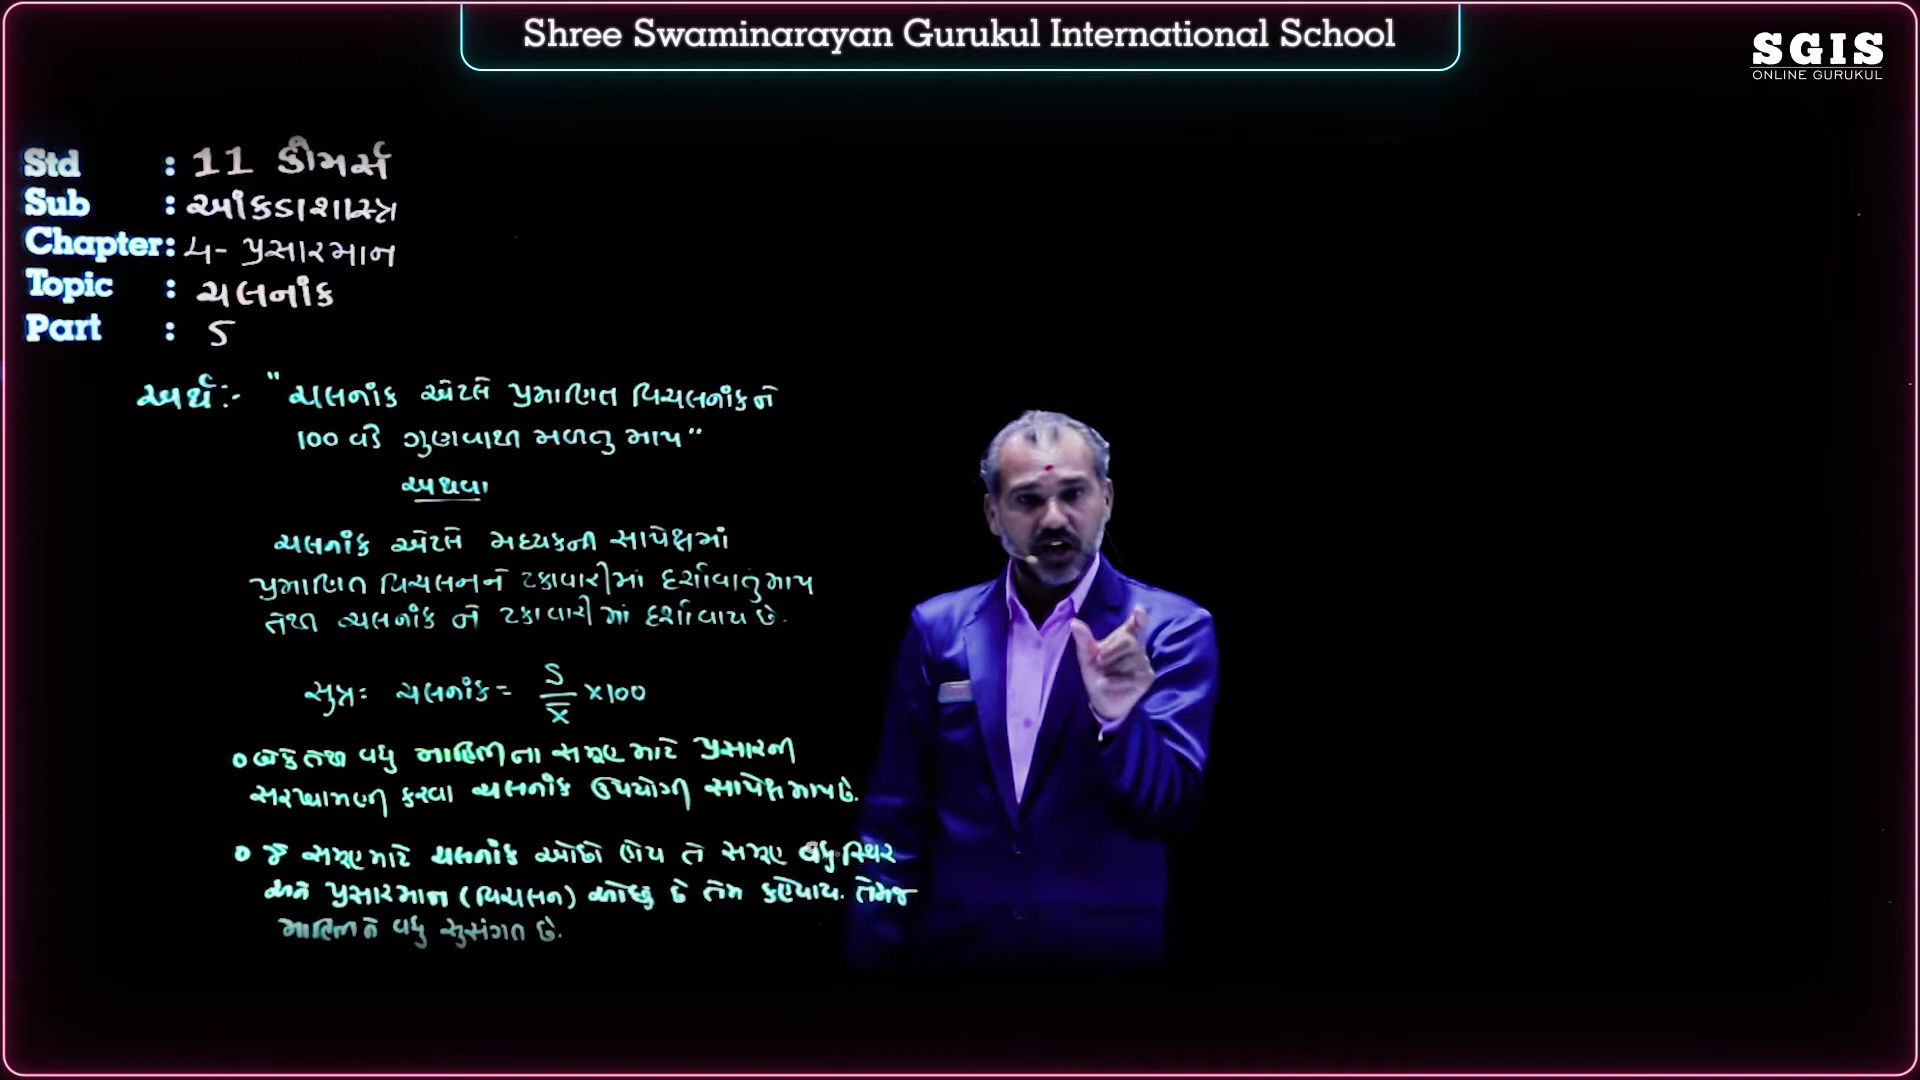 Shree Swaminarayan Gurukul International School
SGIS
ONLINE GURUKUL
Std : 11 કોમર્સ
Sub : આંકડાશાસ્ત્ર
Chapter: 4- પ્રસારમાન
Topic : ચલનાંક
Part : 5
અર્થ:- " ચલનાંક એટલે પ્રમાણિત વિચલનાંકને
100 વડે ગુણવાથી મળતુ માપ"
અથવા
ચલનાંક એટલે મધ્યકની સાપેક્ષમાં
પ્રમાણિત વિચલનને ટકાવારીમાં દર્શાવાતું માપ
તેથી ચલનાંક ને ટકાવારી માં દર્શાવાય છે.
સુત્ર: ચલનાંક = S/x̅ ×100
૦ બેકે તેથી વધુ માહિતી ના સમૂહ માટે પ્રસારની
સરખામણી કરવા ચલનાંક ઉપયોગી સાપેક્ષ માપ છે.
૦ જે સમૂહ માટે ચલનાંક ઓછો હોય તે સમૂહ વધુ સ્થિર
અને પ્રસારમાન (વિચલન) ઓછું છે તેમ કહેવાય. તેમજ
માહિતી તે વધુ સુસંગત છે.